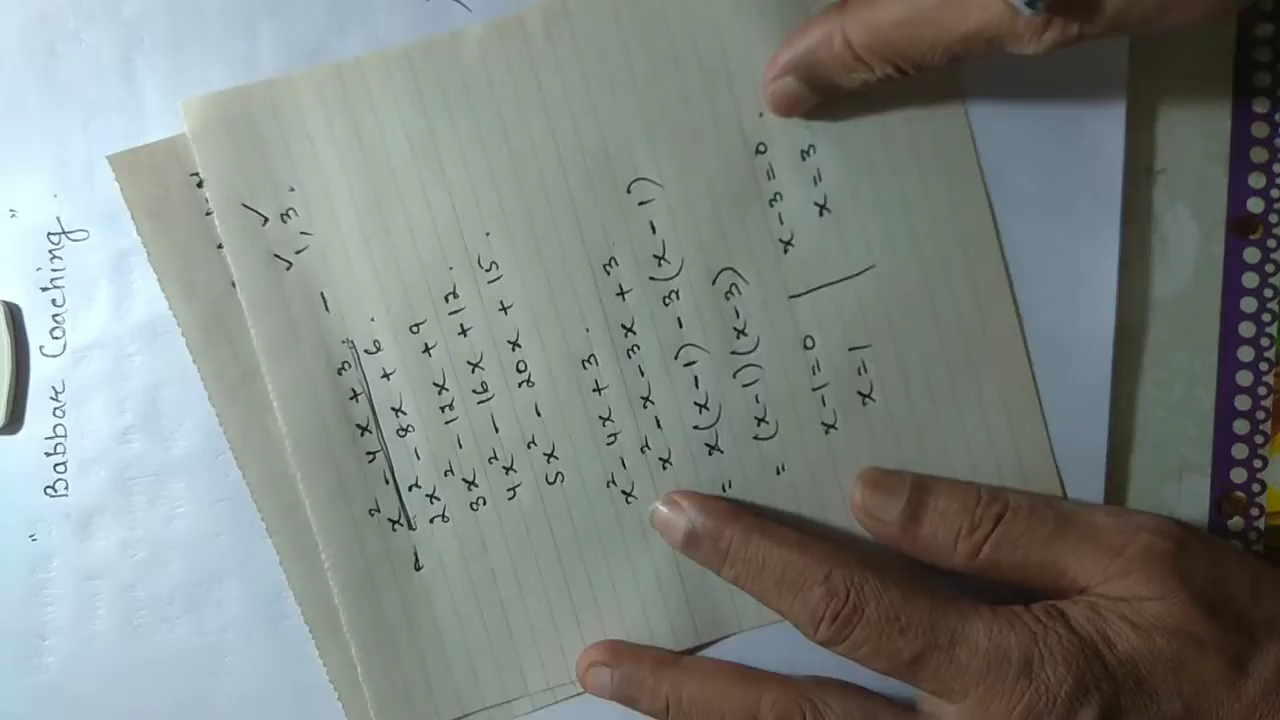 " Babbar Coaching. "
✓1, ✓3.
x² - 4x + 3. -
2x² - 8x + 6.
3x² - 12x + 9
4x² - 16x + 12.
5x² - 20x + 15.
x² - 4x + 3.
x² - x - 3x + 3
= x(x-1) - 3(x-1)
= (x-1)(x-3)
x-1=0 | x-3=0.
x=1 | x=3